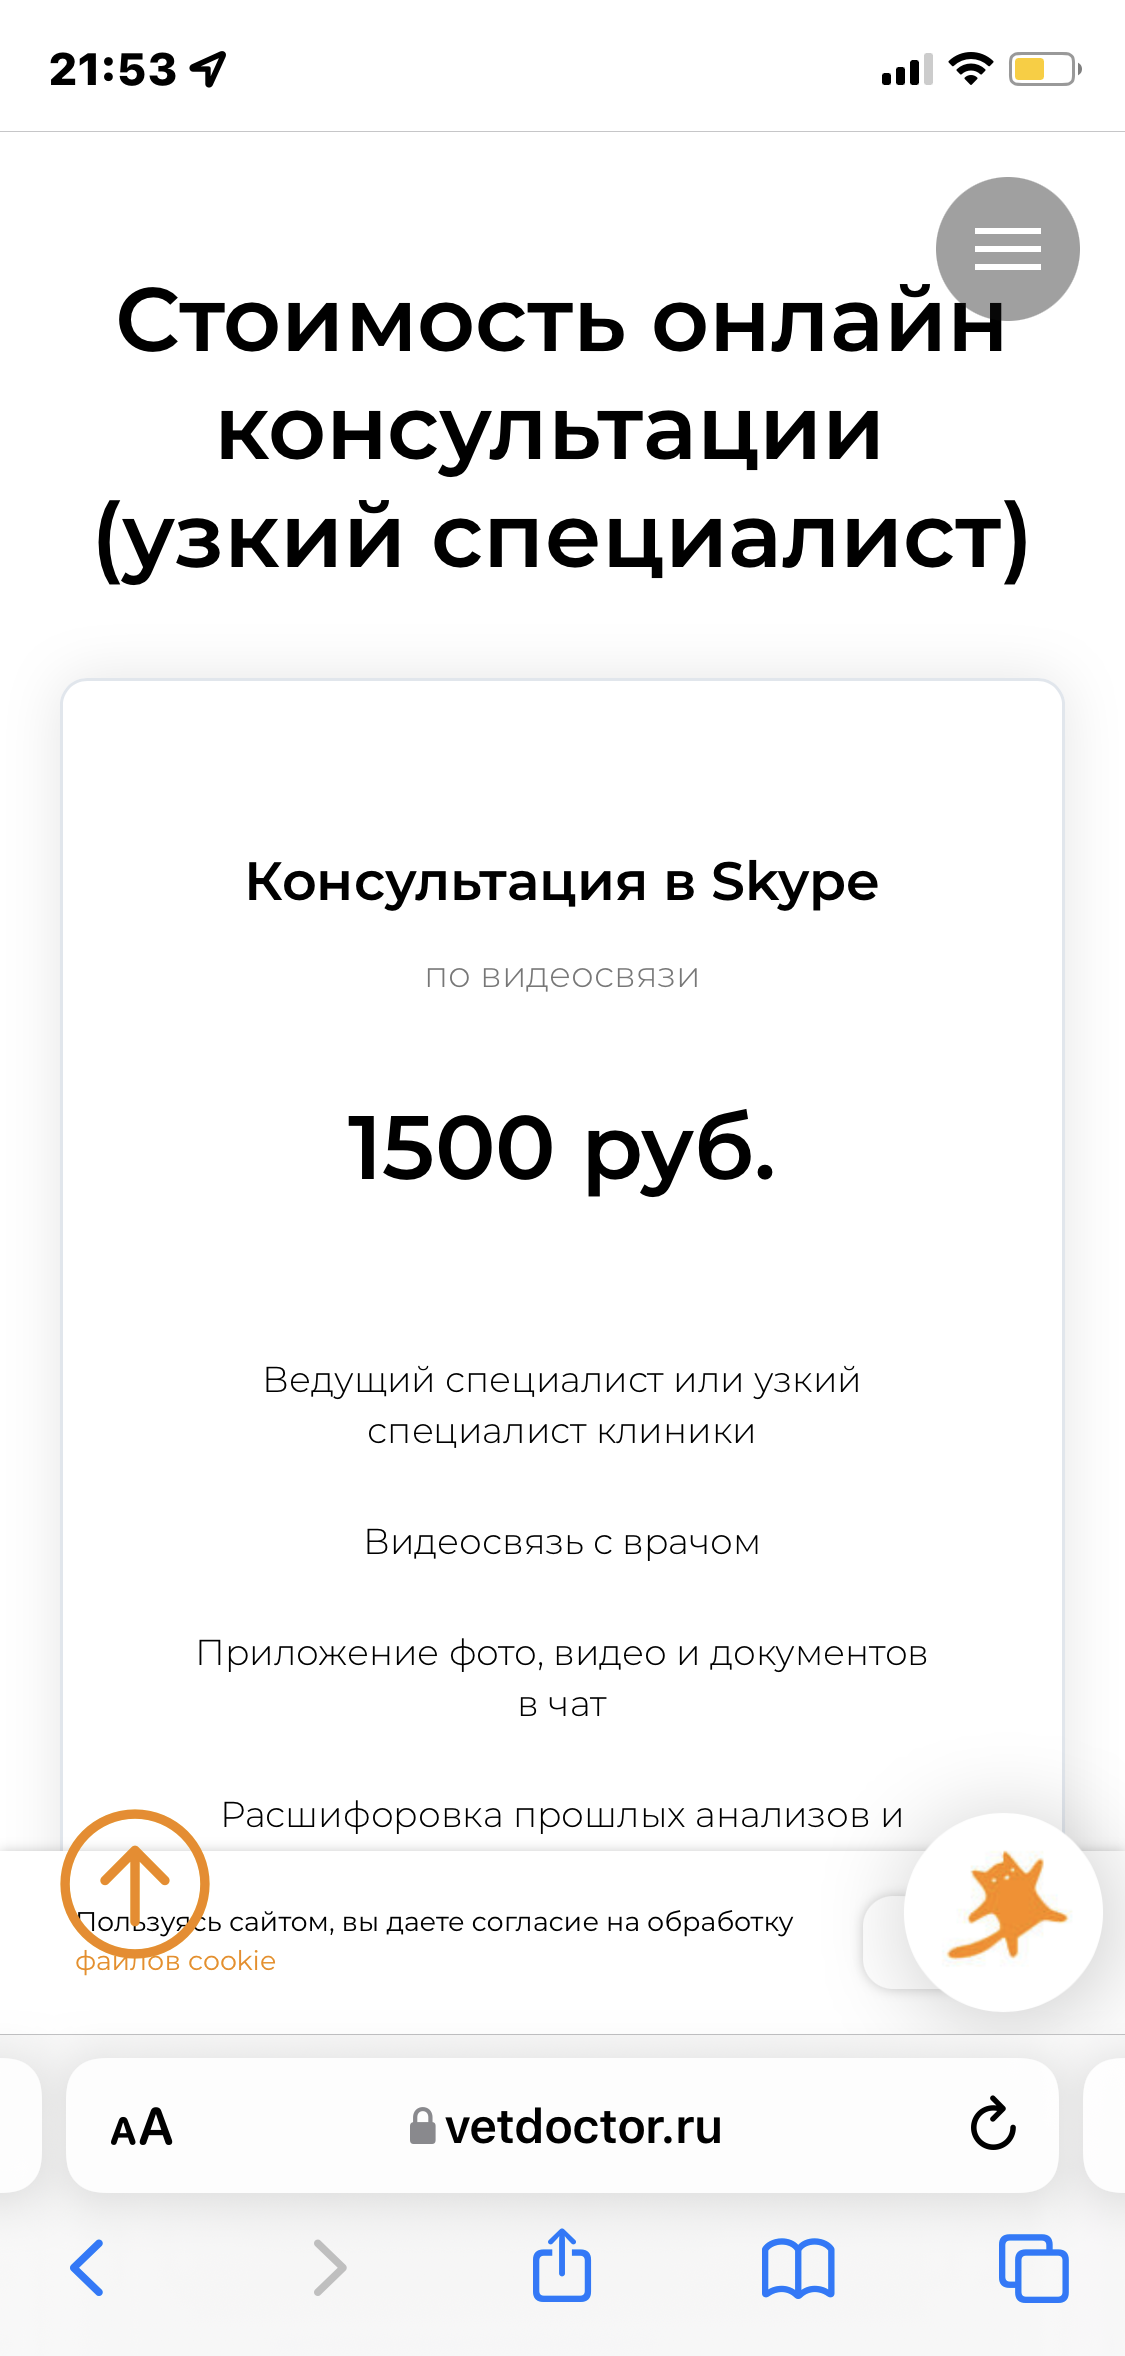 21:53
Стоимость онлайн
консультации
(узкий специалист)
Консультация в Skype
по видеосвязи
1500 руб.
Ведущий специалист или узкий
специалист клиники
Видеосвязь с врачом
Приложение фото, видео и документов
в чат
Расшифоровка прошлых анализов и
Пользуясь сайтом, вы даете согласие на обработку
файлов cookie
AA
vetdoctor.ru